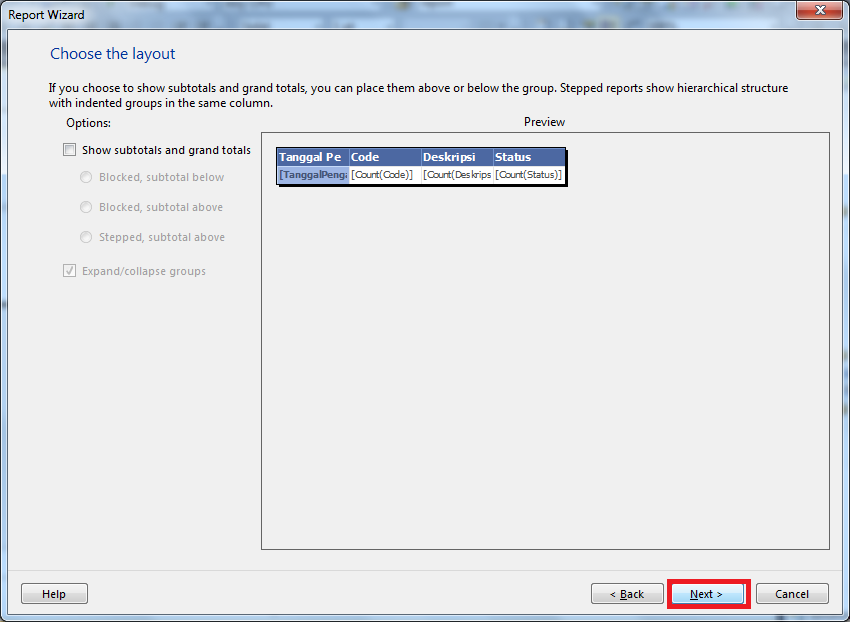 Report Wizard
Choose the layout
If you choose to show subtotals and grand totals, you can place them above or below the group. Stepped reports show hierarchical structure
with indented groups in the same column.
Options:
Preview
Show subtotals and grand totals
Blocked, subtotal below
Blocked, subtotal above
Stepped, subtotal above
Expand/collapse groups
Tanggal Pe Code Deskripsi Status
[TanggalPeng [Count(Code)] [Count(Deskrips [Count(Status)]
Help
< Back
Next >
Cancel